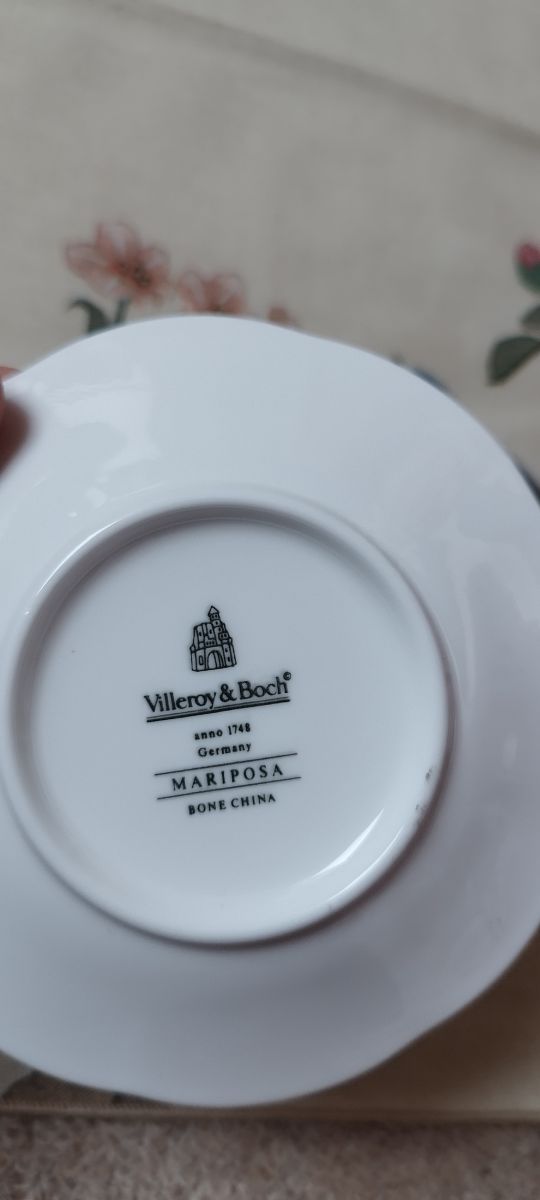 Villeroy & Boch©
anno 1748
Germany
MARIPOSA
BONE CHINA